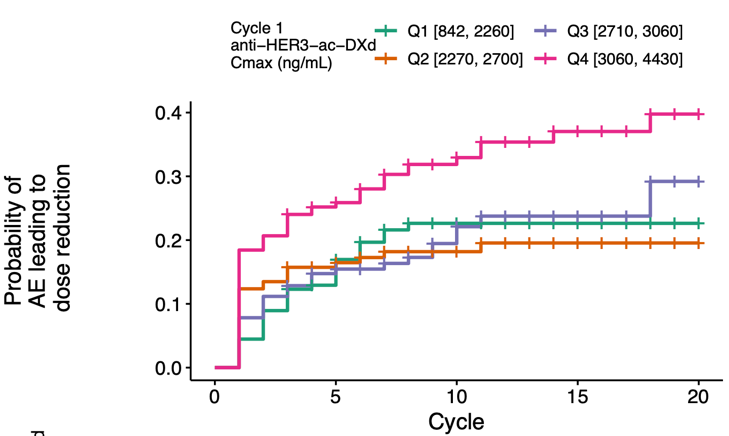 Cycle 1
anti−HER3−ac−DXd
Cmax (ng/mL)
Q1 [842, 2260]
Q3 [2710, 3060]
Q2 [2270, 2700]
Q4 [3060, 4430]
Probability of
AE leading to
dose reduction
0.4
0.3
0.2
0.1
0.0
0 5 10 15 20
Cycle